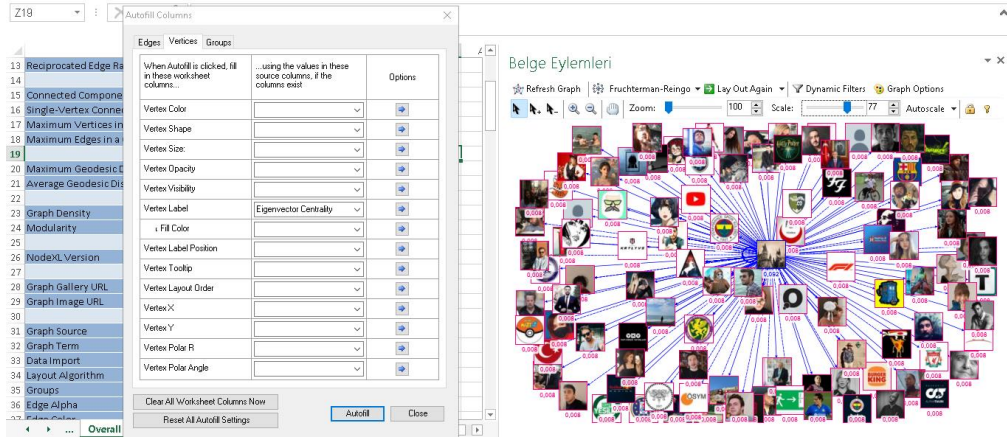 Z19
Autofill Columns
Edges Vertices Groups
When Autofill is clicked, fill in these worksheet columns...
...using the values in these source columns, if the columns exist
Options
Vertex Color
Vertex Shape
Vertex Size:
Vertex Opacity
Vertex Visibility
Vertex Label Eigenvector Centrality
Fill Color
Vertex Label Position
Vertex Tooltip
Vertex Layout Order
Vertex X
Vertex Y
Vertex Polar R
Vertex Polar Angle
Clear All Worksheet Columns Now
Reset All Autofill Settings
Autofill Close
13 Reciprocated Edge Ra
14
15 Connected Compone
16 Single-Vertex Connec
17 Maximum Vertices in
18 Maximum Edges in a
19
20 Maximum Geodesic D
21 Average Geodesic Dis
22
23 Graph Density
24 Modularity
25
26 NodeXL Version
27
28 Graph Gallery URL
29 Graph Image URL
30
31 Graph Source
32 Graph Term
33 Data Import
34 Layout Algorithm
35 Groups
36 Edge Alpha
... Overall
Belge Eylemleri
Refresh Graph Fruchterman-Reingo Lay Out Again Dynamic Filters Graph Options
Zoom: 100 Scale: 77 Autoscale
0,008
0,092
BURGER KING
OSYM